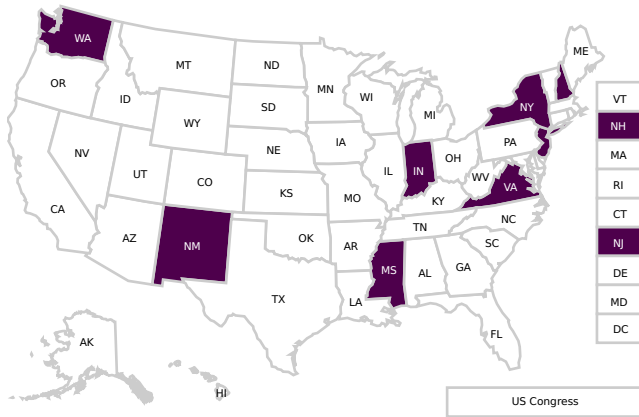 ME
WA
MT
ND
MN
OR
ID
SD
WI
MI
NY
VT
NH
WY
IA
PA
MA
NV
NE
IL
IN
OH
RI
UT
CO
KS
MO
WV
VA
KY
CT
CA
NC
TN
AZ
NM
OK
AR
SC
NJ
MS
AL
GA
DE
TX
LA
MD
FL
DC
AK
HI
US Congress